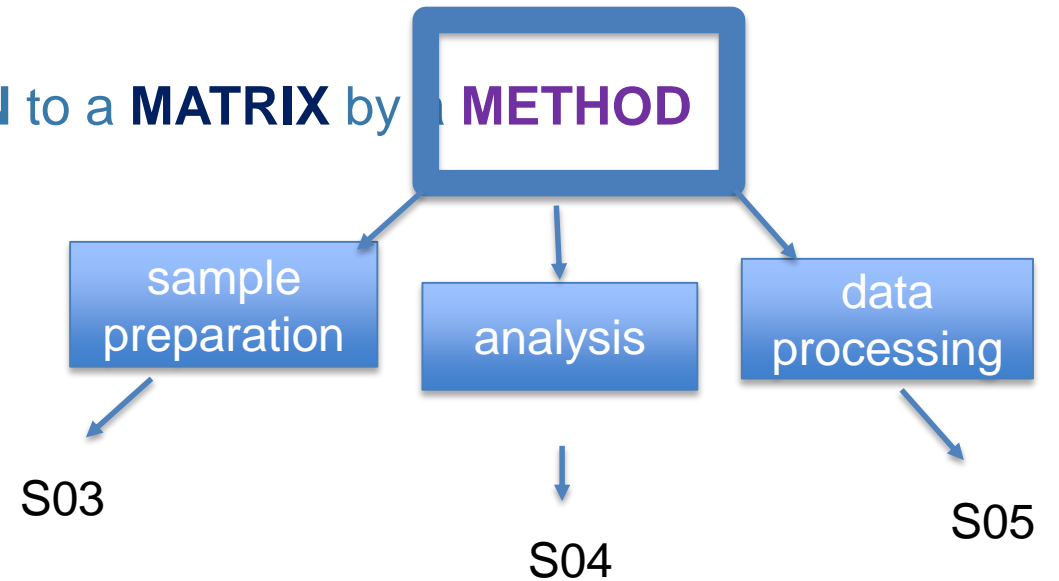 to a MATRIX by METHOD
sample
preparation
analysis
data
processing
S03
S04
S05